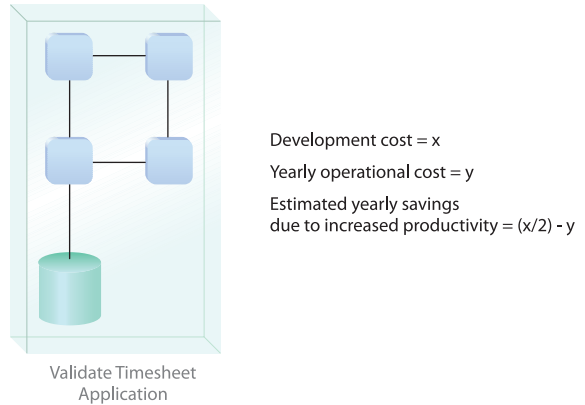 Development cost = x
Yearly operational cost = y
Estimated yearly savings
due to increased productivity = (x/2) - y
Validate Timesheet
Application